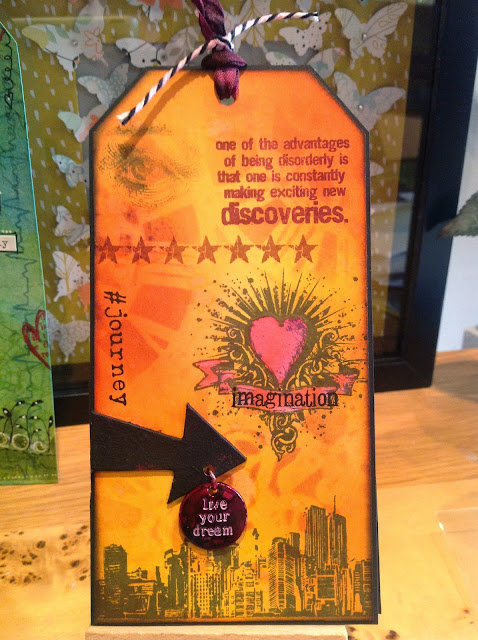 one of the advantages
of being disorderly is
that one is constantly
making exciting new
discoveries.
#journey
imagination
live
your
dream